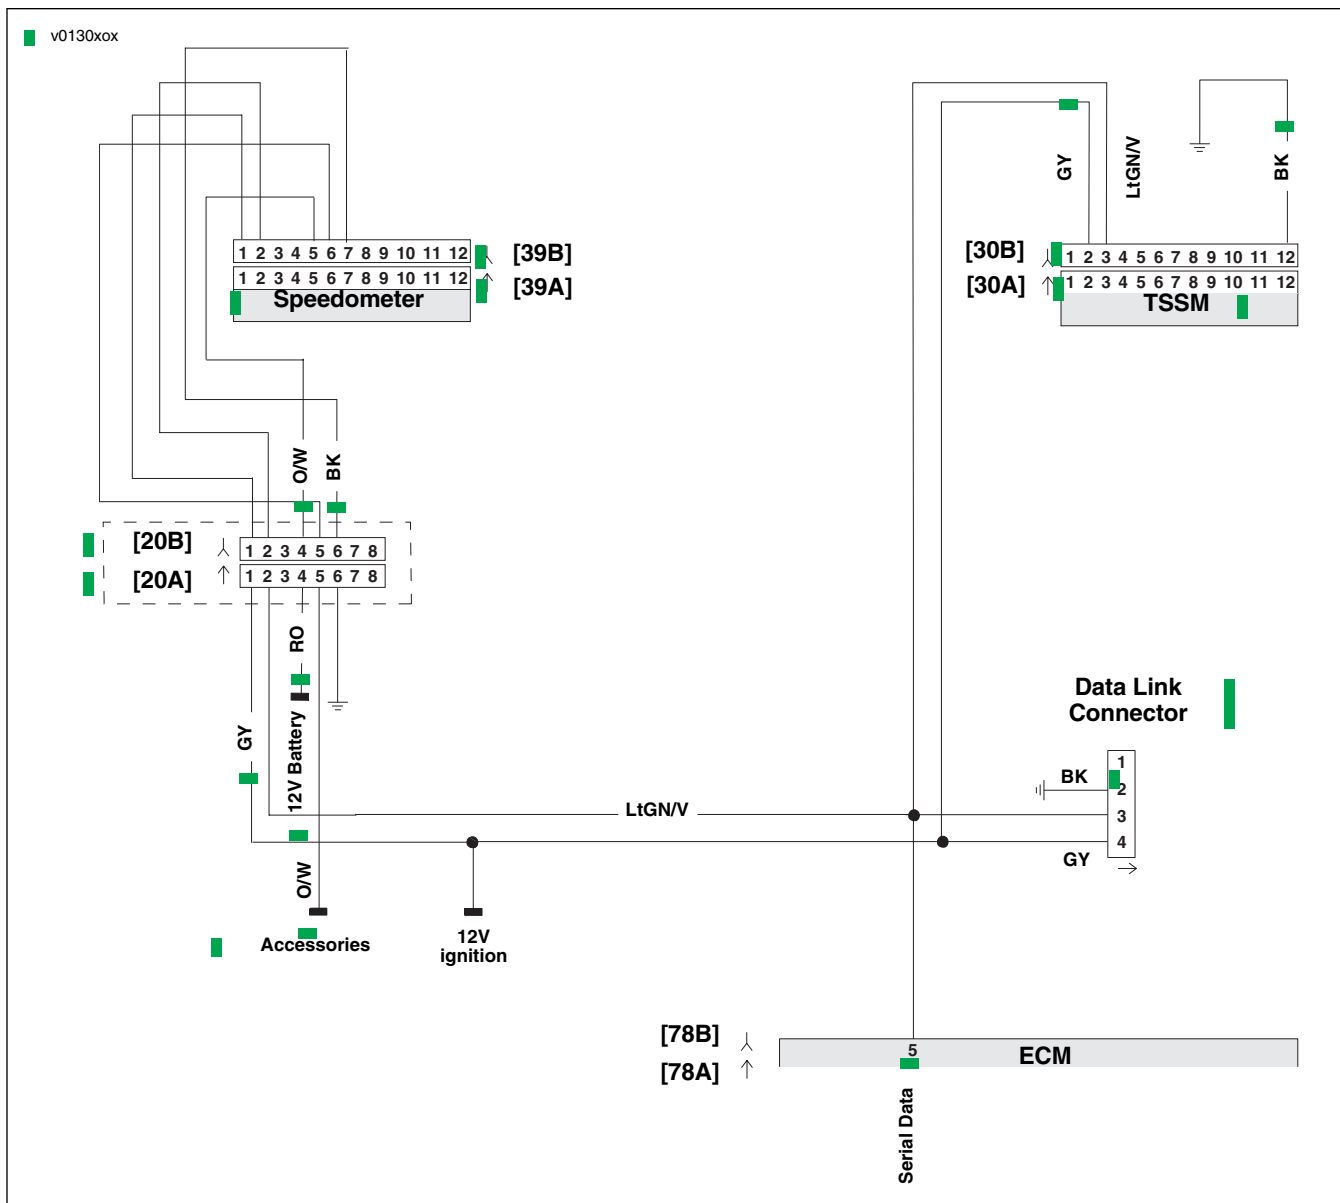 v0130xox
GY
LtGN/V
BK
1 2 3 4 5 6 7 8 9 10 11 12
[39B]
1 2 3 4 5 6 7 8 9 10 11 12
[39A]
Speedometer
[30B]
1 2 3 4 5 6 7 8 9 10 11 12
[30A]
1 2 3 4 5 6 7 8 9 10 11 12
TSSM
O/W
BK
[20B]
1 2 3 4 5 6 7 8
[20A]
1 2 3 4 5 6 7 8
RO
GY
12V Battery
Data Link
Connector
1
BK
2
LtGN/V
3
4
GY
O/W
Accessories
12V
ignition
[78B]
[78A]
5
ECM
Serial Data